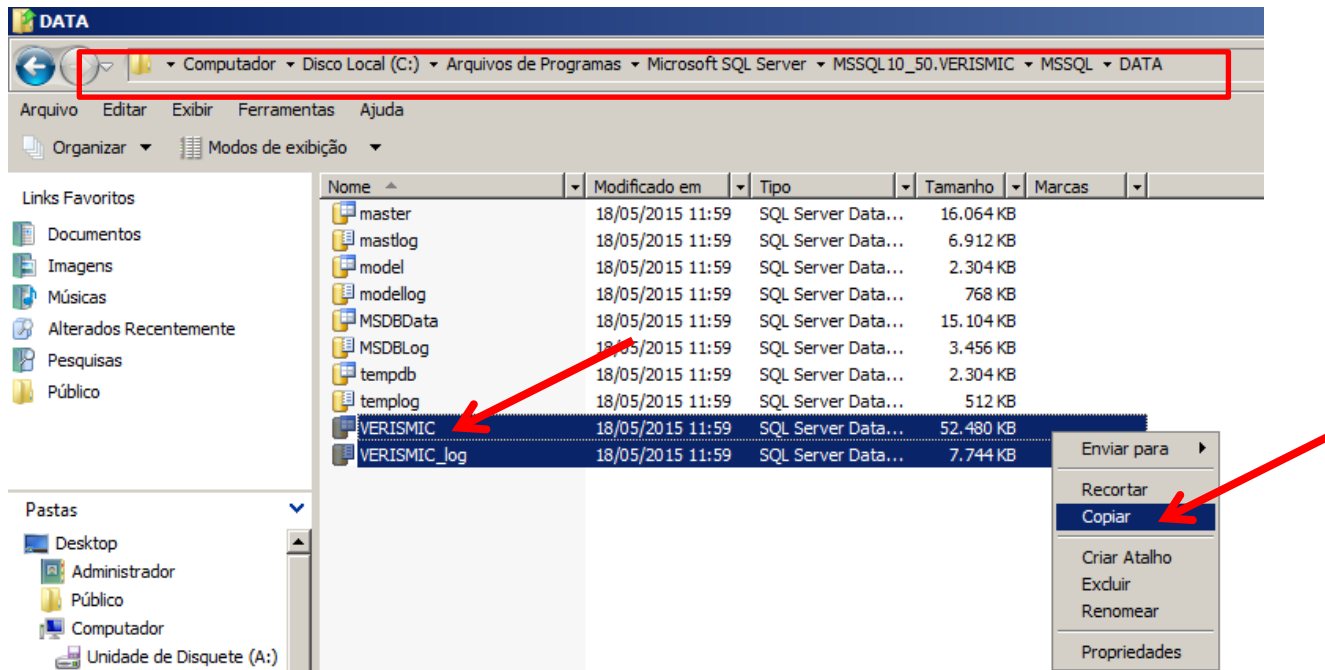 DATA
Computador Disco Local (C:) Arquivos de Programas Microsoft SQL Server MSSQL10_50.VERISMIC MSSQL DATA
Arquivo Editar Exibir Ferramentas Ajuda
Organizar Modos de exibição
Links Favoritos
Documentos
Imagens
Músicas
Alterados Recentemente
Pesquisas
Público
Pastas
Desktop
Administrador
Público
Computador
Unidade de Disquete (A:)
Nome Modificado em Tipo Tamanho Marcas
master 18/05/2015 11:59 SQL Server Data... 16.064 KB
mastlog 18/05/2015 11:59 SQL Server Data... 6.912 KB
model 18/05/2015 11:59 SQL Server Data... 2.304 KB
modellog 18/05/2015 11:59 SQL Server Data... 768 KB
MSDBData 18/05/2015 11:59 SQL Server Data... 15.104 KB
MSDBLog 18/05/2015 11:59 SQL Server Data... 3.456 KB
tempdb 18/05/2015 11:59 SQL Server Data... 2.304 KB
templog 18/05/2015 11:59 SQL Server Data... 512 KB
VERISMIC 18/05/2015 11:59 SQL Server Data... 52.480 KB
VERISMIC_log 18/05/2015 11:59 SQL Server Data... 7.744 KB
Enviar para
Recortar
Copiar
Criar Atalho
Excluir
Renomear
Propriedades